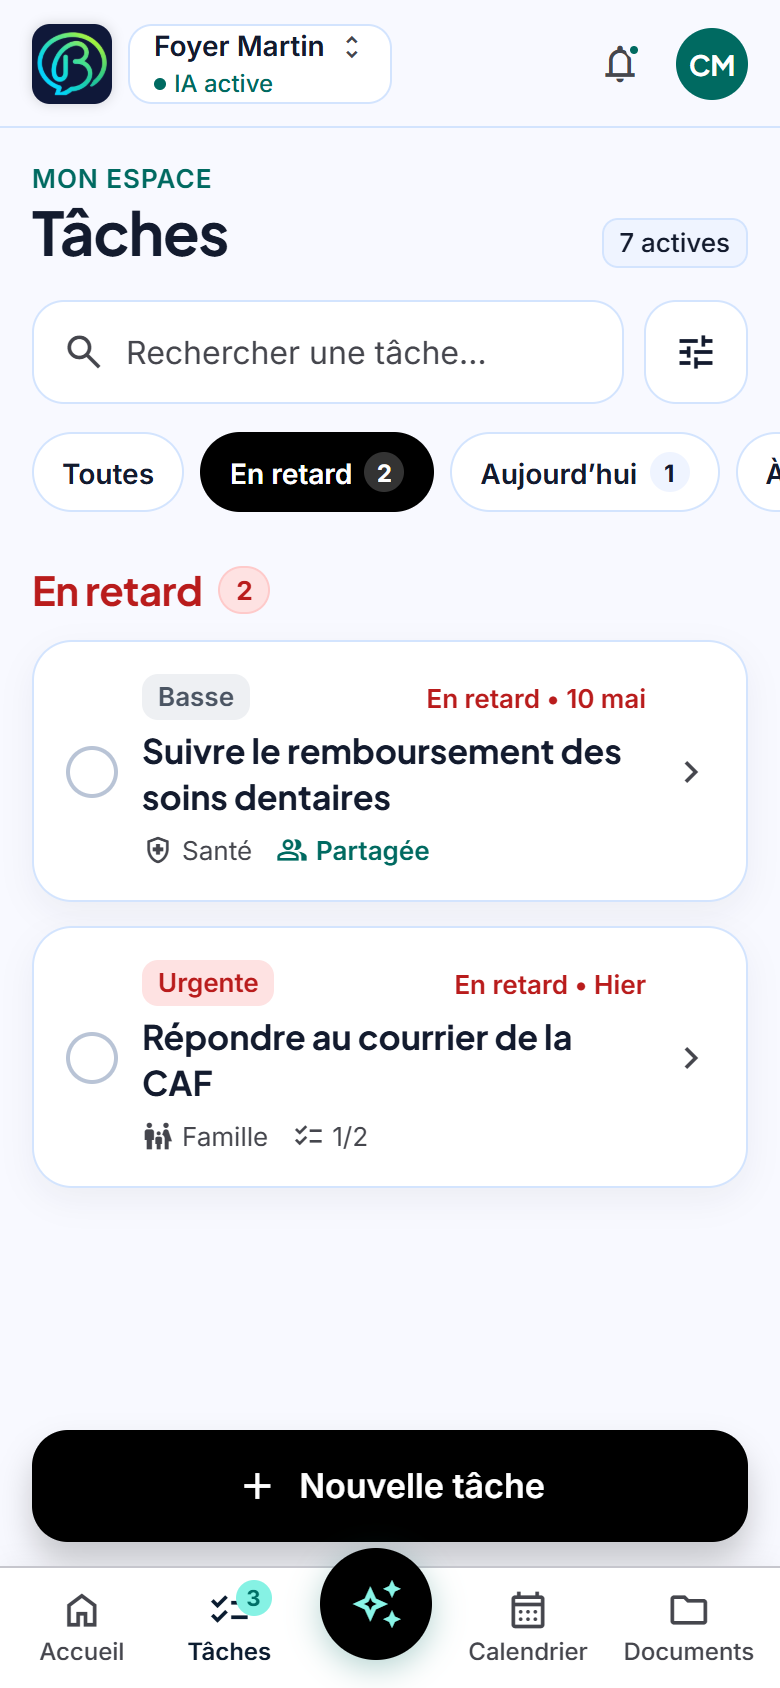 Foyer Martin
IA active
CM
MON ESPACE
Tâches
7 actives
Rechercher une tâche...
Toutes
En retard 2
Aujourd’hui 1
À
En retard 2
Basse
En retard • 10 mai
Suivre le remboursement des
soins dentaires
Santé
Partagée
Urgente
En retard • Hier
Répondre au courrier de la
CAF
Famille
1/2
+ Nouvelle tâche
3
Accueil
Tâches
Calendrier
Documents